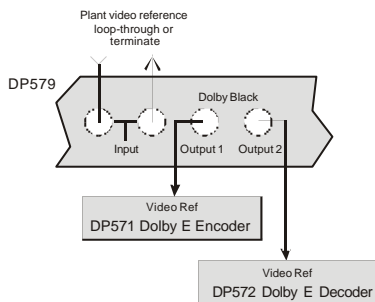 Plant video reference
loop-through or
terminate
DP579
Dolby Black
Input
Output 1
Output 2
Video Ref
DP571 Dolby E Encoder
Video Ref
DP572 Dolby E Decoder